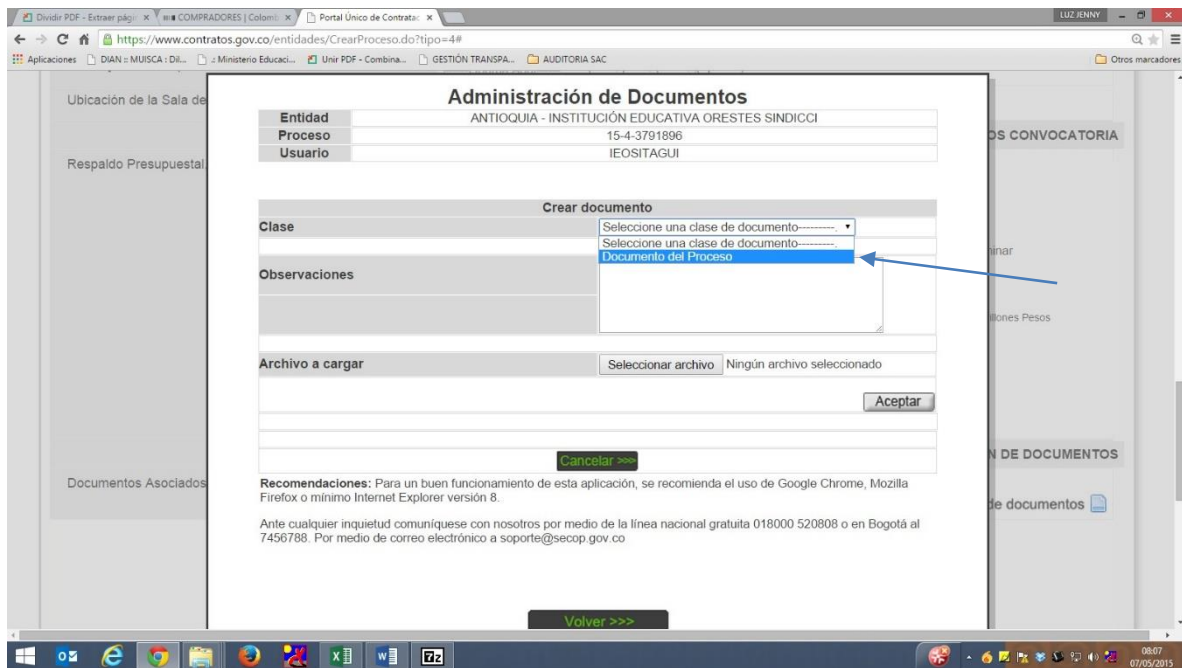 Dividir PDF - Extraer págin
COMPRADORES | Colomb
Portal Único de Contratac
LUZ JENNY
https://www.contratos.gov.co/entidades/CrearProceso.do?tipo=4#
Aplicaciones
DIAN :: MUISCA : Dil...
.: Ministerio Educaci...
Unir PDF - Combina...
GESTIÓN TRANSPA...
AUDITORIA SAC
Otros marcadores
Ubicación de la Sala de
Administración de Documentos
Entidad ANTIOQUIA - INSTITUCIÓN EDUCATIVA ORESTES SINDICCI
Proceso 15-4-3791896
OS CONVOCATORIA
Usuario IEOSITAGUI
Respaldo Presupuestal,
Crear documento
Clase Seleccione una clase de documento---------.
Seleccione una clase de documento---------.
Documento del Proceso
minar
Observaciones
illones Pesos
Archivo a cargar Seleccionar archivo Ningún archivo seleccionado
Aceptar
Cancelar >>>
N DE DOCUMENTOS
Documentos Asociados
Recomendaciones: Para un buen funcionamiento de esta aplicación, se recomienda el uso de Google Chrome, Mozilla
Firefox o mínimo Internet Explorer versión 8.
de documentos
Ante cualquier inquietud comuníquese con nosotros por medio de la línea nacional gratuita 018000 520808 o en Bogotá al
7456788. Por medio de correo electrónico a soporte@secop.gov.co
Volver >>>
08:07
07/05/2015